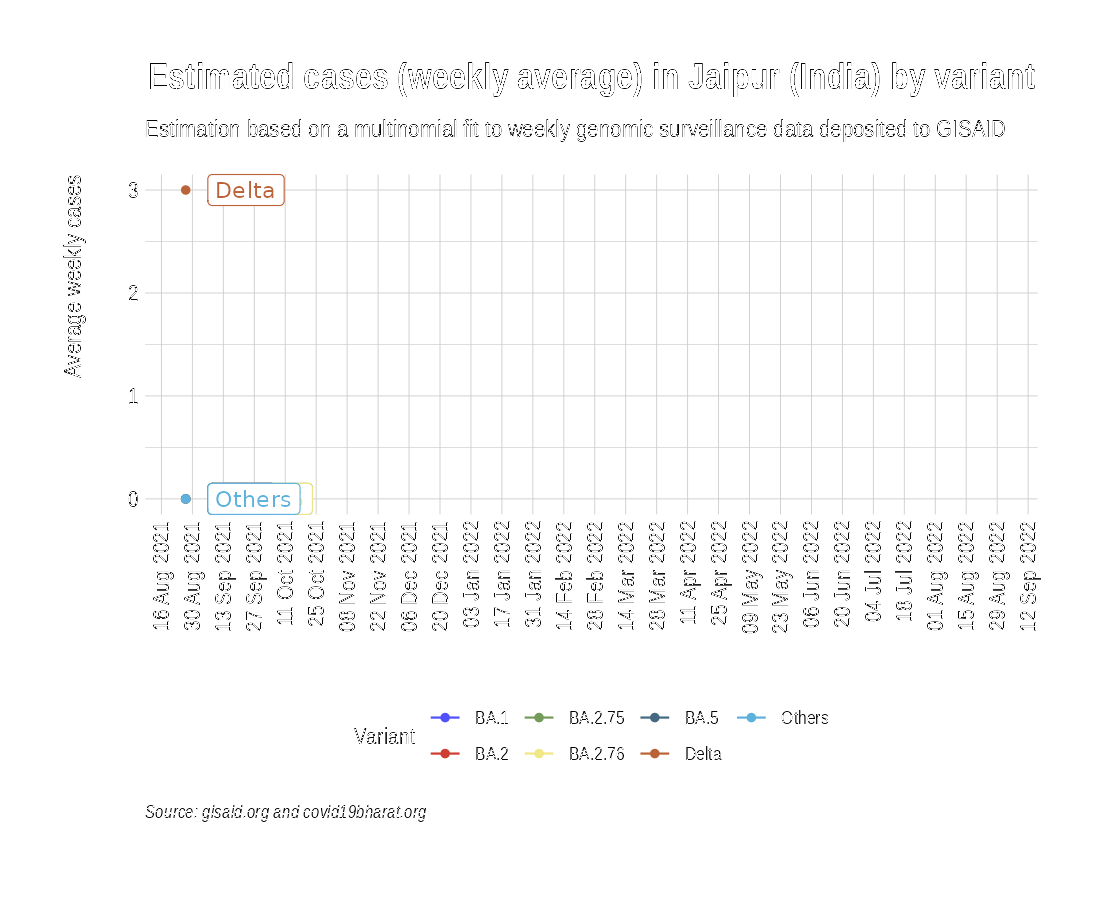 Estimated cases (weekly average) in Jaipur (India) by variant
Estimation based on a multinomial fit to weekly genomic surveillance data deposited to GISAID
Average weekly cases
3
2
1
0
Delta
Others
16 Aug 2021
30 Aug 2021
13 Sep 2021
27 Sep 2021
11 Oct 2021
25 Oct 2021
08 Nov 2021
22 Nov 2021
06 Dec 2021
20 Dec 2021
03 Jan 2022
17 Jan 2022
31 Jan 2022
14 Feb 2022
28 Feb 2022
14 Mar 2022
28 Mar 2022
11 Apr 2022
25 Apr 2022
09 May 2022
23 May 2022
06 Jun 2022
20 Jun 2022
04 Jul 2022
18 Jul 2022
01 Aug 2022
15 Aug 2022
29 Aug 2022
12 Sep 2022
Variant
BA.1
BA.2.75
BA.5
Others
BA.2
BA.2.76
Delta
Source: gisaid.org and covid19bharat.org